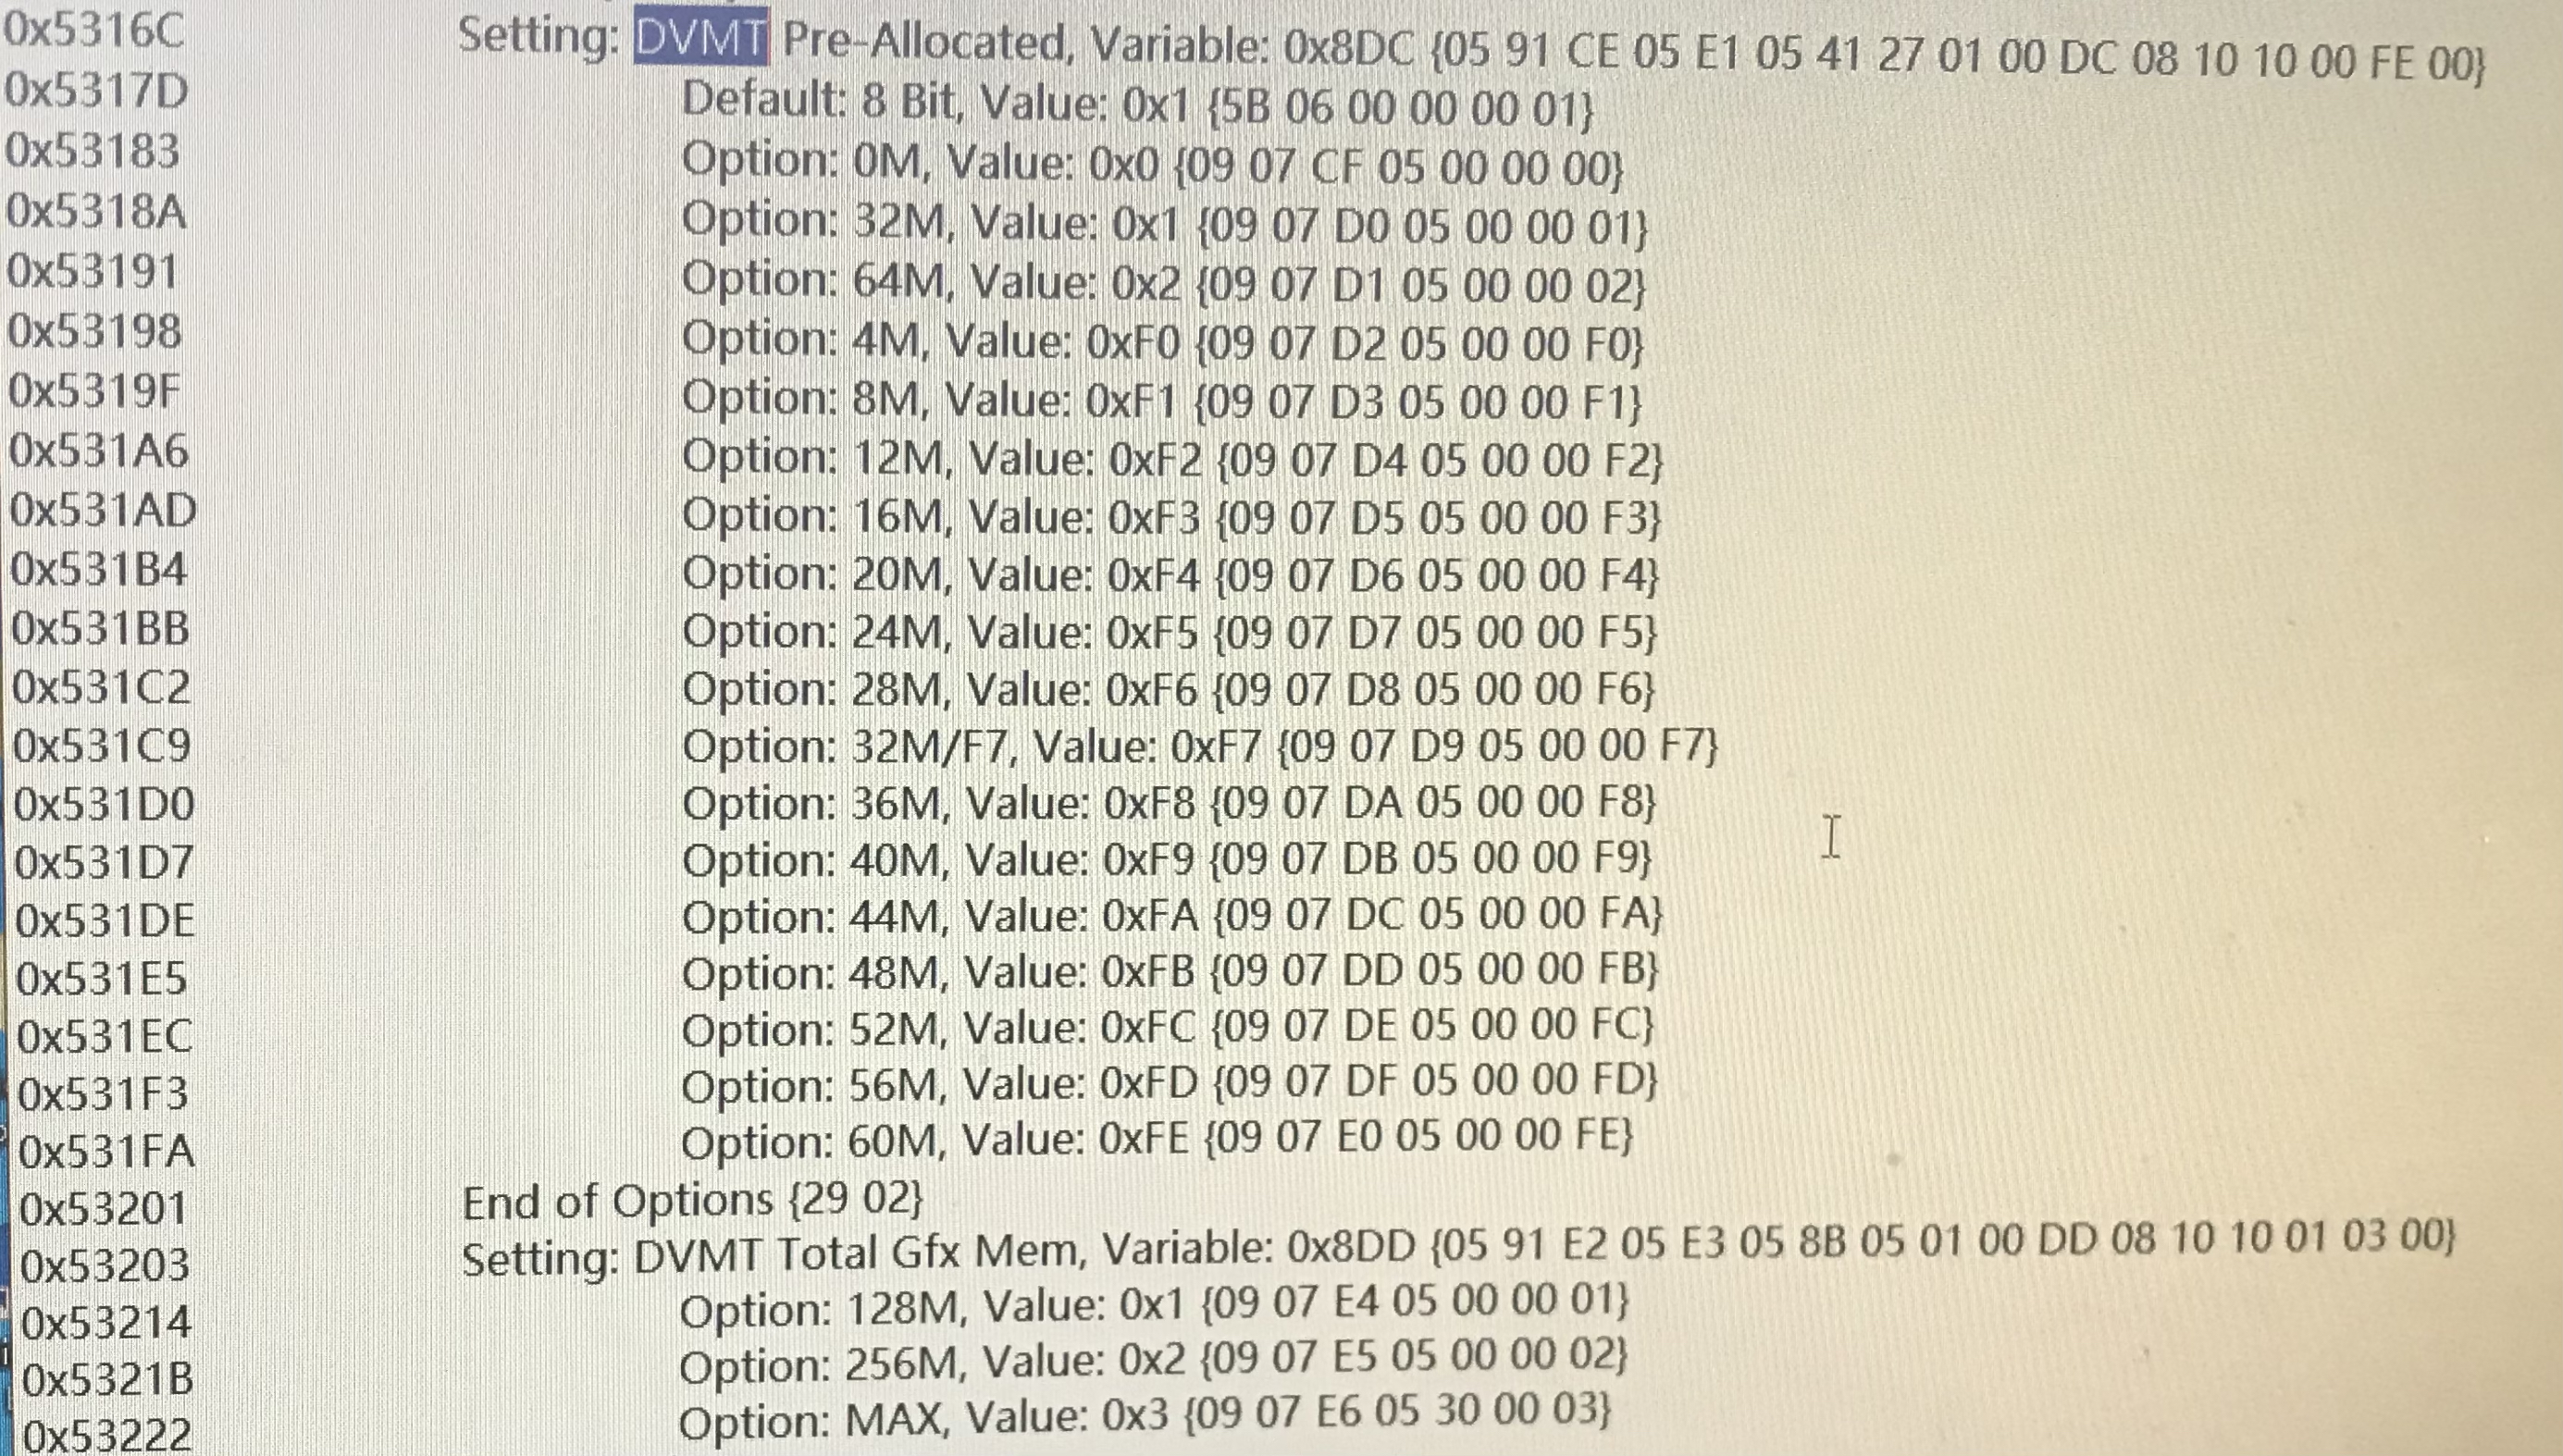 0x5316C Setting: DVMT Pre-Allocated, Variable: 0x8DC {05 91 CE 05 E1 05 41 27 01 00 DC 08 10 10 00 FE 00}
0x5317D Default: 8 Bit, Value: 0x1 {5B 06 00 00 00 01}
0x53183 Option: 0M, Value: 0x0 {09 07 CF 05 00 00 00}
0x5318A Option: 32M, Value: 0x1 {09 07 D0 05 00 00 01}
0x53191 Option: 64M, Value: 0x2 {09 07 D1 05 00 00 02}
0x53198 Option: 4M, Value: 0xF0 {09 07 D2 05 00 00 F0}
0x5319F Option: 8M, Value: 0xF1 {09 07 D3 05 00 00 F1}
0x531A6 Option: 12M, Value: 0xF2 {09 07 D4 05 00 00 F2}
0x531AD Option: 16M, Value: 0xF3 {09 07 D5 05 00 00 F3}
0x531B4 Option: 20M, Value: 0xF4 {09 07 D6 05 00 00 F4}
0x531BB Option: 24M, Value: 0xF5 {09 07 D7 05 00 00 F5}
0x531C2 Option: 28M, Value: 0xF6 {09 07 D8 05 00 00 F6}
0x531C9 Option: 32M/F7, Value: 0xF7 {09 07 D9 05 00 00 F7}
0x531D0 Option: 36M, Value: 0xF8 {09 07 DA 05 00 00 F8}
0x531D7 Option: 40M, Value: 0xF9 {09 07 DB 05 00 00 F9}
0x531DE Option: 44M, Value: 0xFA {09 07 DC 05 00 00 FA}
0x531E5 Option: 48M, Value: 0xFB {09 07 DD 05 00 00 FB}
0x531EC Option: 52M, Value: 0xFC {09 07 DE 05 00 00 FC}
0x531F3 Option: 56M, Value: 0xFD {09 07 DF 05 00 00 FD}
0x531FA Option: 60M, Value: 0xFE {09 07 E0 05 00 00 FE}
0x53201 End of Options {29 02}
0x53203 Setting: DVMT Total Gfx Mem, Variable: 0x8DD {05 91 E2 05 E3 05 8B 05 01 00 DD 08 10 10 01 03 00}
0x53214 Option: 128M, Value: 0x1 {09 07 E4 05 00 00 01}
0x5321B Option: 256M, Value: 0x2 {09 07 E5 05 00 00 02}
0x53222 Option: MAX, Value: 0x3 {09 07 E6 05 30 00 03}